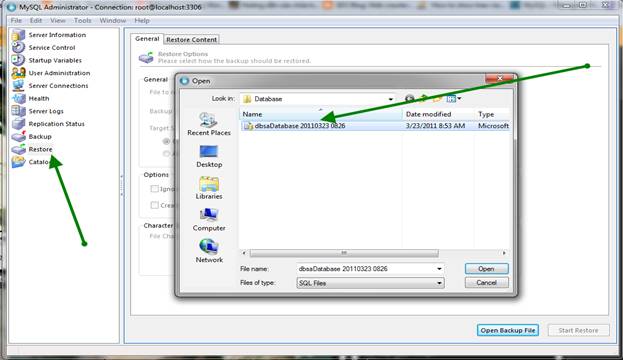 MySQL Administrator - Connection: root@localhost:3306
File Edit View Tools Window Help
Server Information
Service Control
Startup Variables
User Administration
Server Connections
Health
Server Logs
Replication Status
Backup
Restore
Catalo
General Restore Content
Restore Options
Please select how the backup should be restored.
General
File to re
Backup
Target S
Options
Igno
Crea
Character
File Char
Open
Look in: Database
Name Date modified Type
dbsaDatabase 20110323 0826 3/23/2011 8:53 AM Microsoft
Recent Places
Desktop
Libraries
Computer
Network
File name: dbsaDatabase 20110323 0826 Open
Files of type: SQL Files Cancel
Open Backup File Start Restore